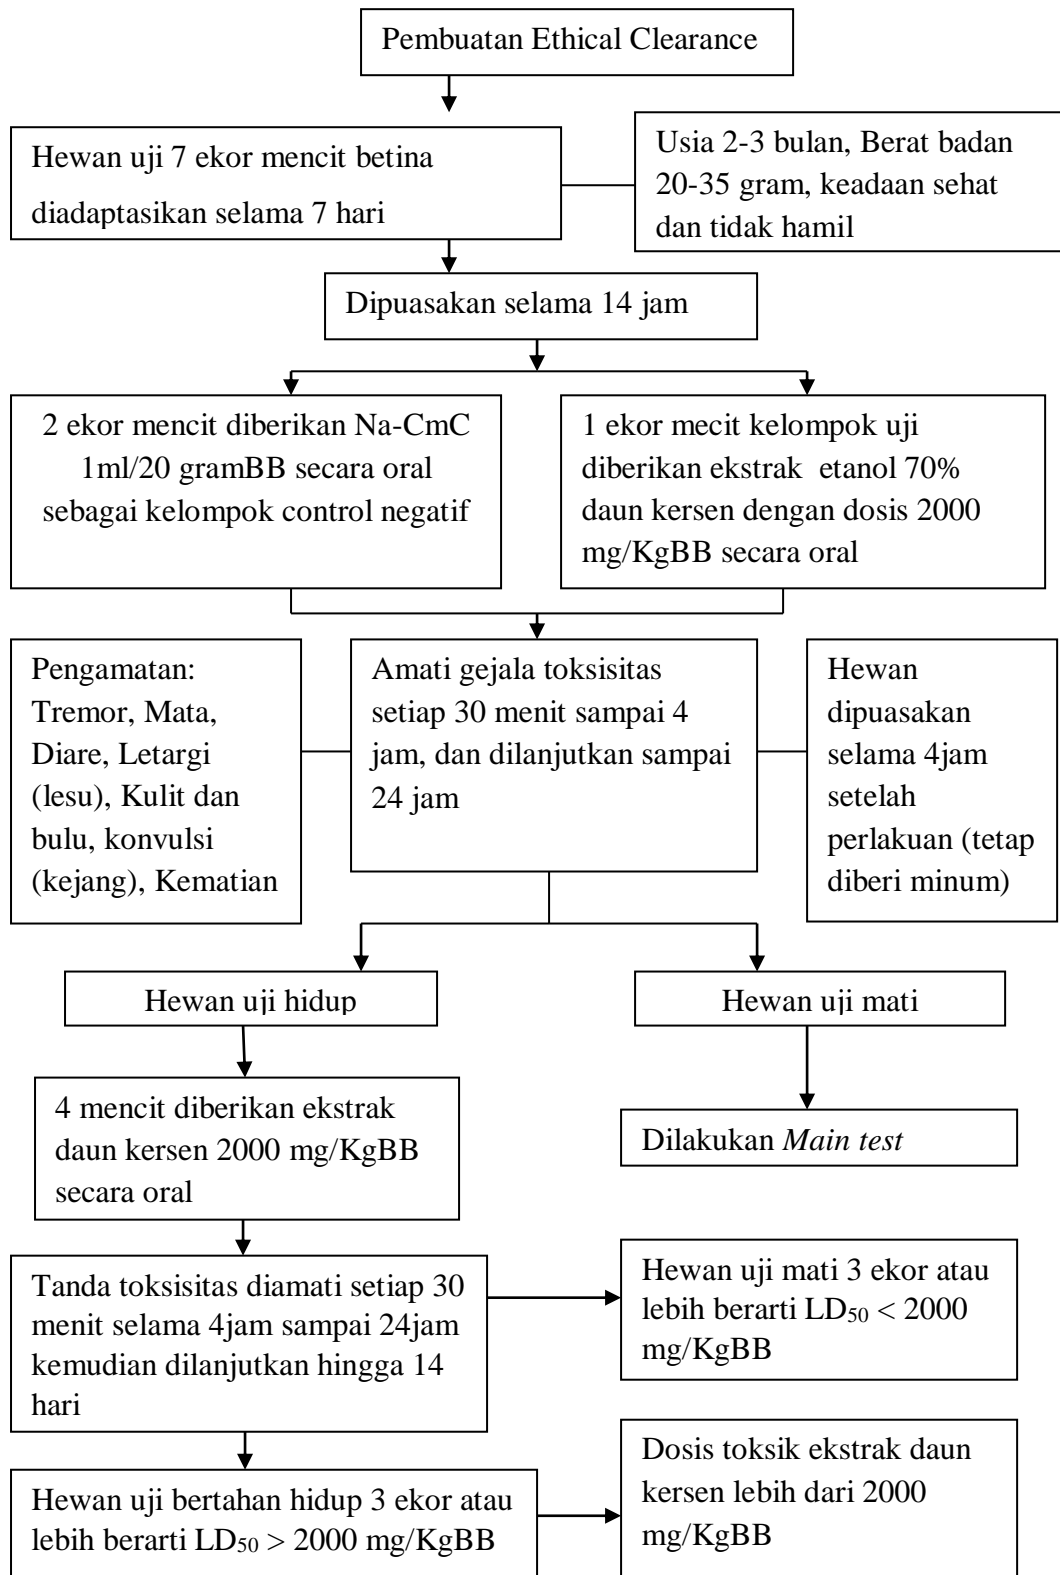 Pembuatan Ethical Clearance
Hewan uji 7 ekor mencit betina
diadaptasikan selama 7 hari
Usia 2-3 bulan, Berat badan
20-35 gram, keadaan sehat
dan tidak hamil
Dipuasakan selama 14 jam
2 ekor mencit diberikan Na-CmC
1ml/20 gramBB secara oral
sebagai kelompok control negatif
1 ekor mecit kelompok uji
diberikan ekstrak etanol 70%
daun kersen dengan dosis 2000
mg/KgBB secara oral
Pengamatan:
Tremor, Mata,
Diare, Letargi
(lesu), Kulit dan
bulu, konvulsi
(kejang), Kematian
Amati gejala toksisitas
setiap 30 menit sampai 4
jam, dan dilanjutkan sampai
24 jam
Hewan
dipuasakan
selama 4jam
setelah
perlakuan (tetap
diberi minum)
Hewan uji hidup
Hewan uji mati
4 mencit diberikan ekstrak
daun kersen 2000 mg/KgBB
secara oral
Dilakukan Main test
Tanda toksisitas diamati setiap 30
menit selama 4jam sampai 24jam
kemudian dilanjutkan hingga 14
hari
Hewan uji mati 3 ekor atau
lebih berarti LD₅₀ < 2000
mg/KgBB
Hewan uji bertahan hidup 3 ekor atau
lebih berarti LD₅₀ > 2000 mg/KgBB
Dosis toksik ekstrak daun
kersen lebih dari 2000
mg/KgBB